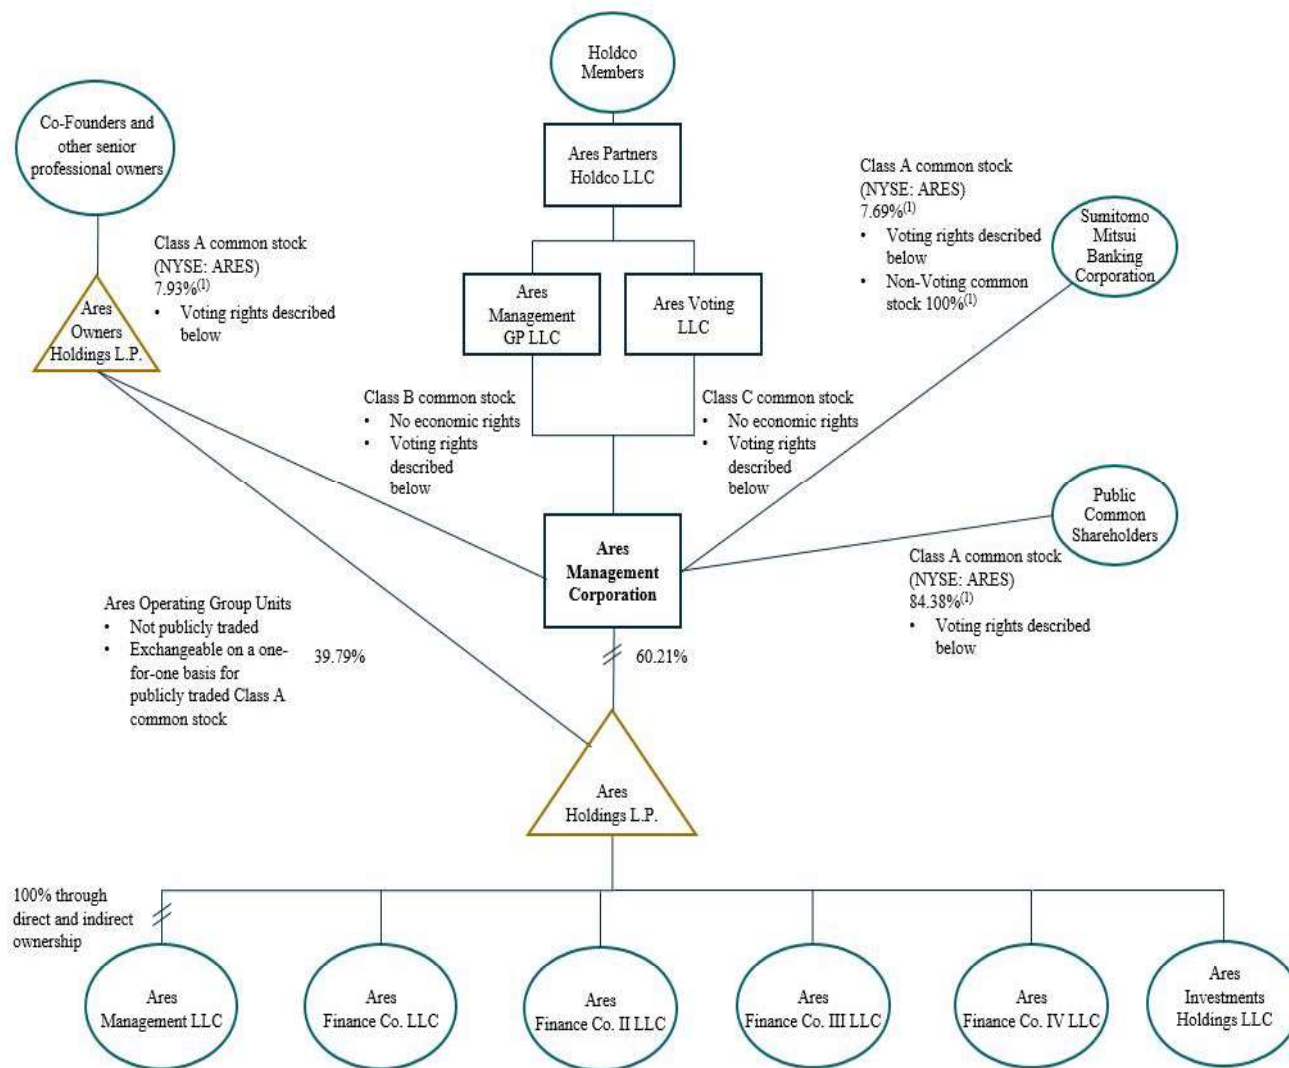 Holdco
Members
Co-Founders and
other senior
professional owners
Ares Partners
Holdco LLC
Class A common stock
(NYSE: ARES)
7.69%(1)
• Voting rights described
below
• Non-Voting common
stock 100%(1)
Sumitomo
Mitsui
Banking
Corporation
Class A common stock
(NYSE: ARES)
7.93%(1)
• Voting rights described
below
Ares
Owners
Holdings L.P.
Ares
Management
GP LLC
Ares Voting
LLC
Class B common stock
• No economic rights
• Voting rights
described
below
Class C common stock
• No economic rights
• Voting rights
described
below
Public
Common
Shareholders
Ares
Management
Corporation
Class A common stock
(NYSE: ARES)
84.38%(1)
• Voting rights described
below
Ares Operating Group Units
• Not publicly traded
• Exchangeable on a one-
for-one basis for
publicly traded Class A
common stock
39.79%
60.21%
Ares
Holdings L.P.
100% through
direct and indirect
ownership
Ares
Management LLC
Ares
Finance Co. LLC
Ares
Finance Co. II LLC
Ares
Finance Co. III LLC
Ares
Finance Co. IV LLC
Ares
Investments
Holdings LLC